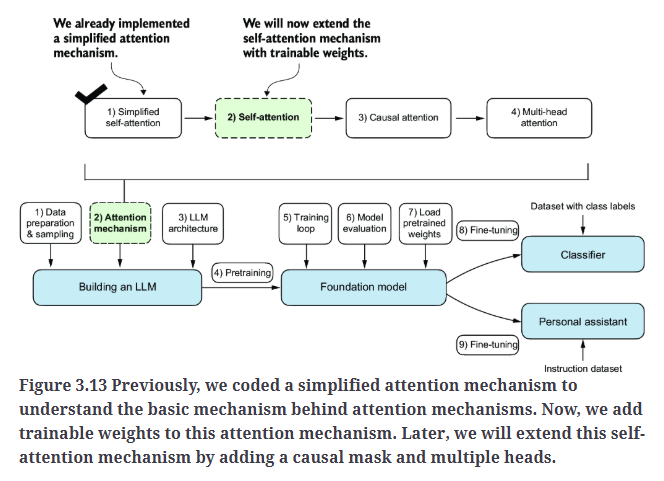 We already implemented
a simplified attention
mechanism.
We will now extend the
self-attention mechanism
with trainable weights.
1) Simplified
self-attention
2) Self-attention
3) Causal attention
4) Multi-head
attention
1) Data
preparation
& sampling
2) Attention
mechanism
3) LLM
architecture
4) Pretraining
5) Training
loop
6) Model
evaluation
7) Load
pretrained
weights
8) Fine-tuning
Dataset with class labels
Building an LLM
Foundation model
Classifier
Personal assistant
9) Fine-tuning
Instruction dataset
Figure 3.13 Previously, we coded a simplified attention mechanism to
understand the basic mechanism behind attention mechanisms. Now, we add
trainable weights to this attention mechanism. Later, we will extend this self-
attention mechanism by adding a causal mask and multiple heads.